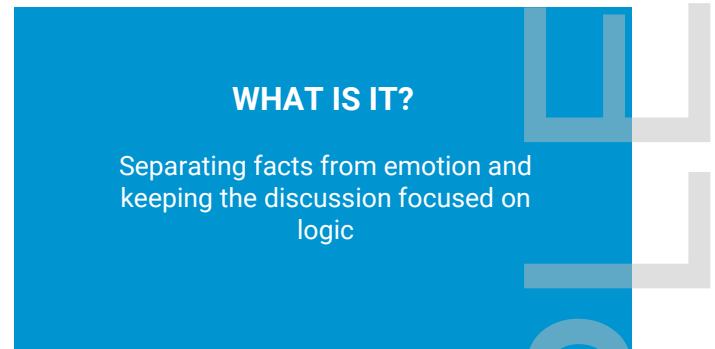 WHAT IS IT?
Separating facts from emotion and
keeping the discussion focused on
logic